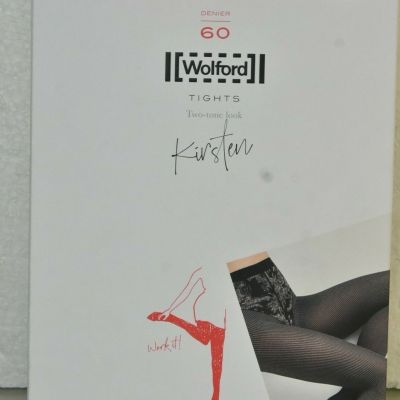 DENIER
60
Wolford
TIGHTS
Two-tone look
Kirsten
Work it!